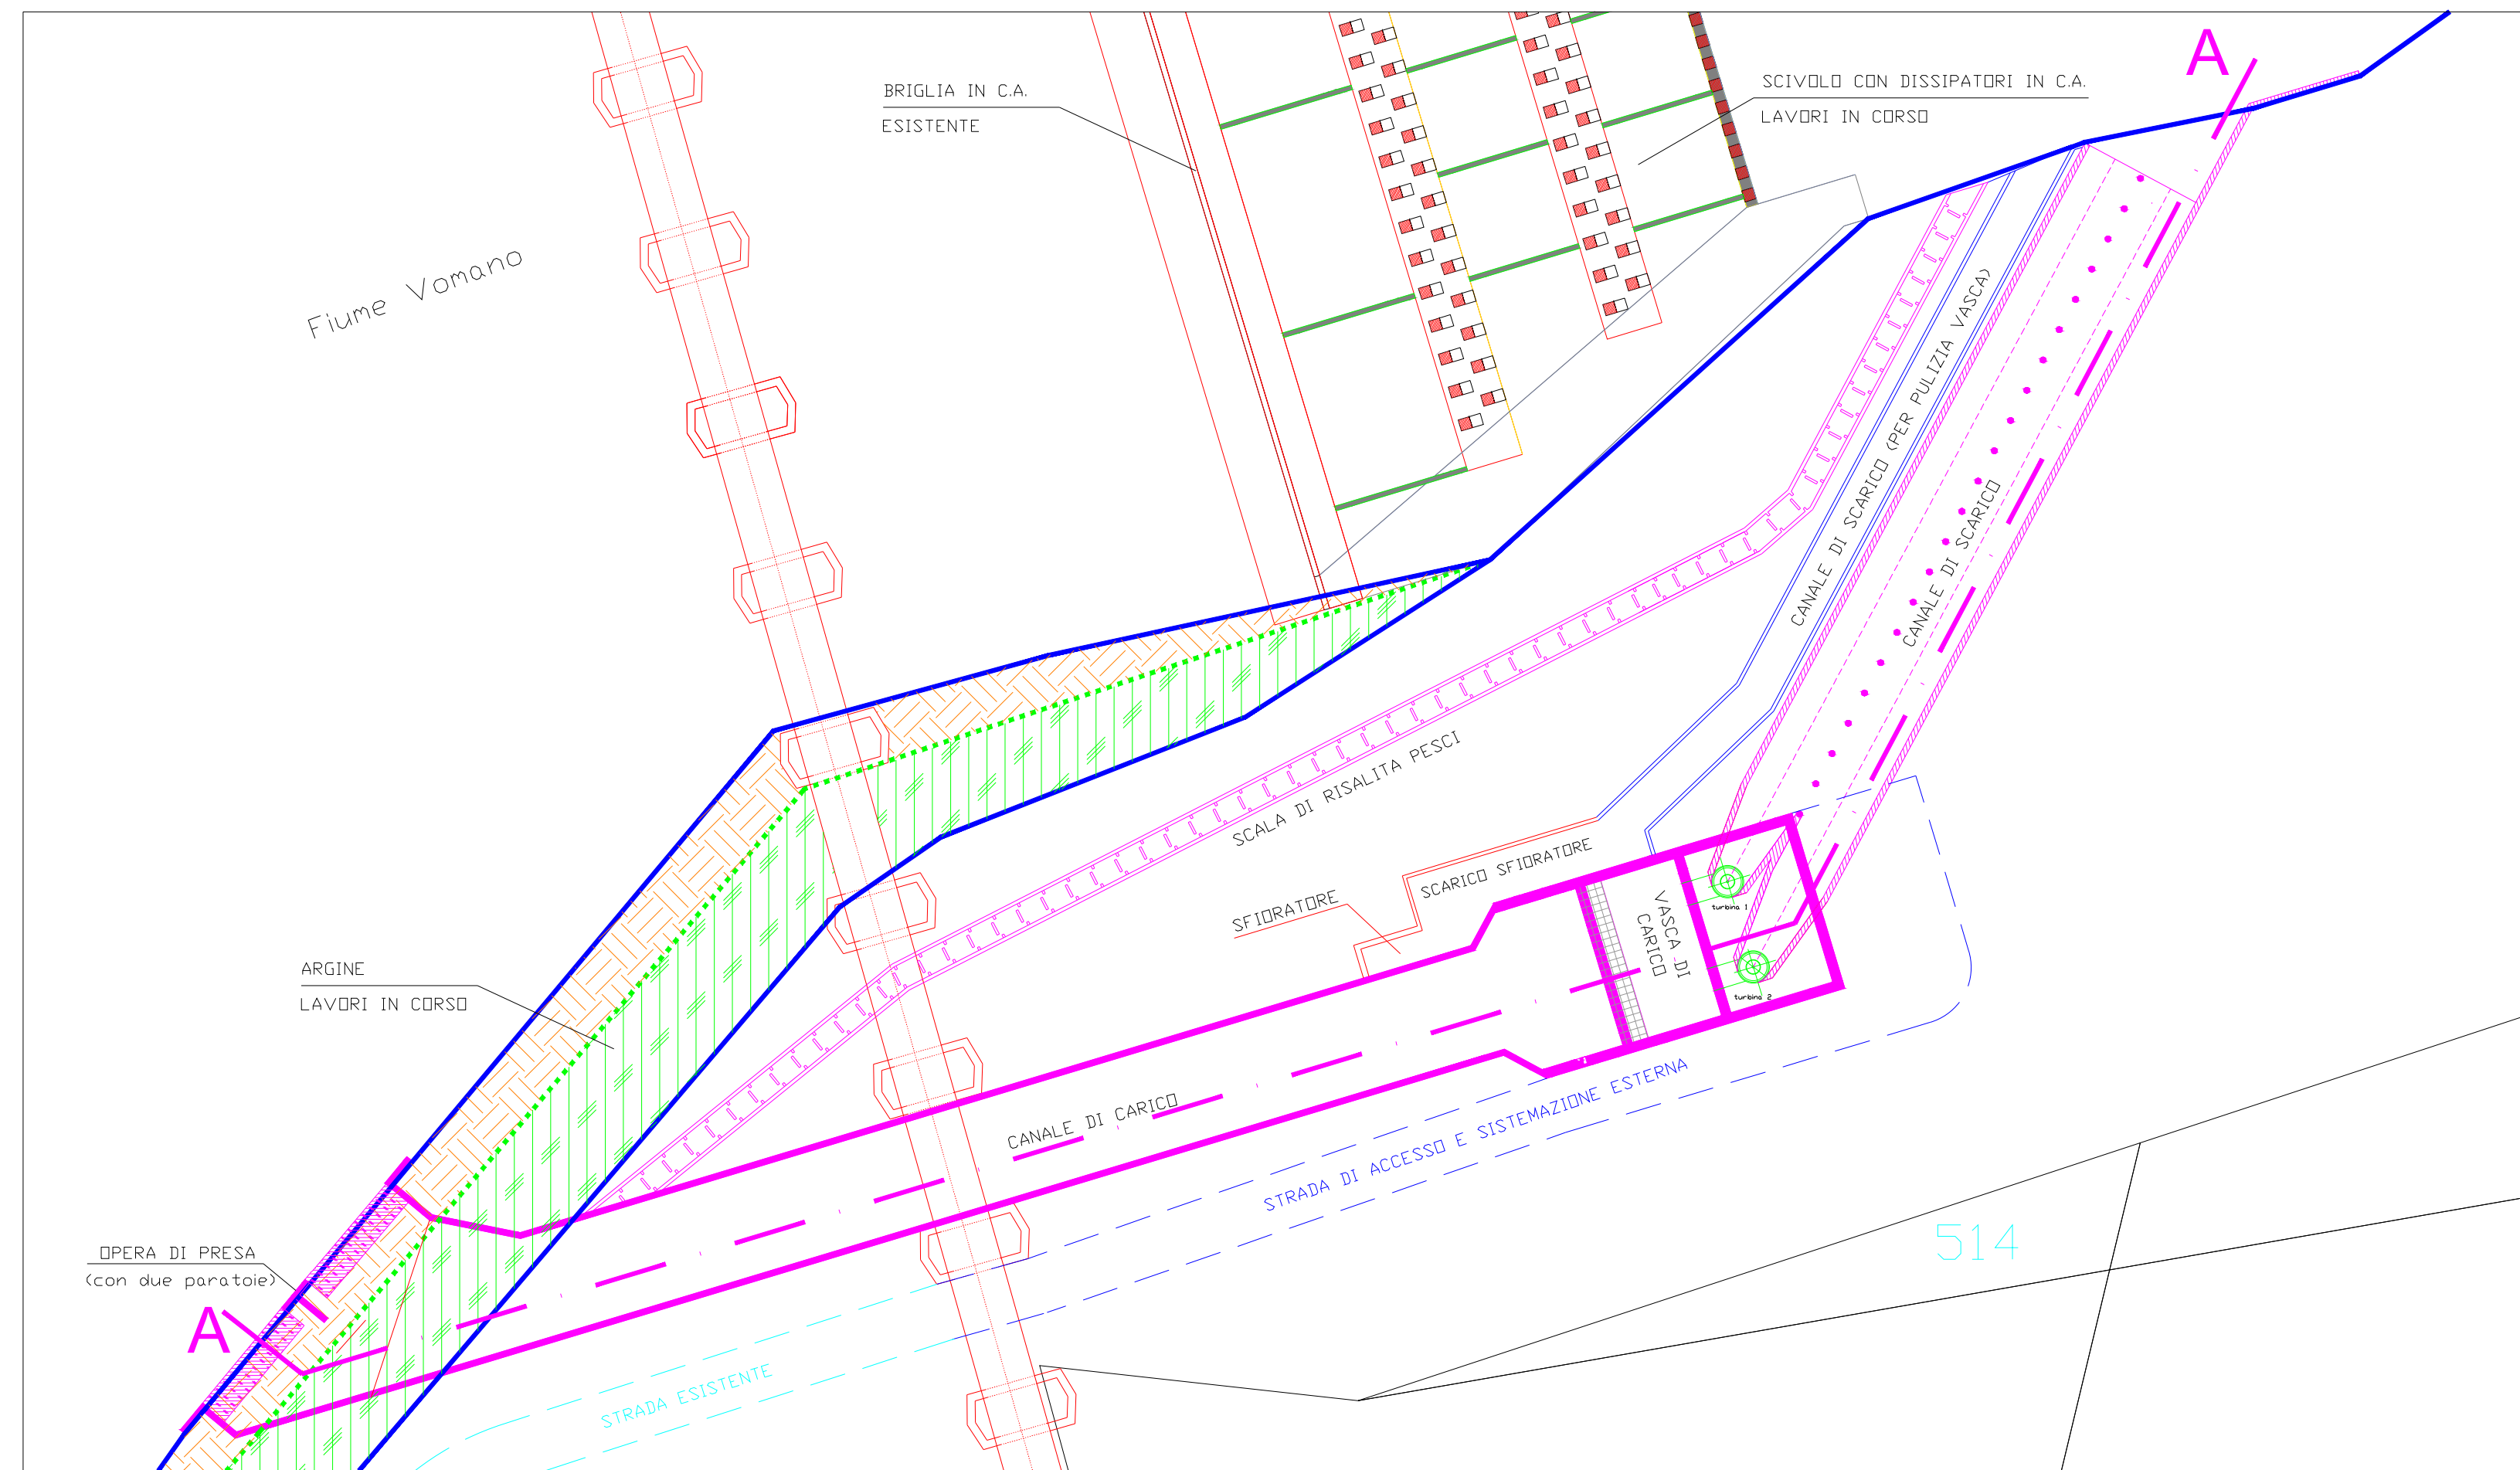 A
SCIVOLO CON DISSIPATORI IN C.A.
LAVORI IN CORSO
BRIGLIA IN C.A.
ESISTENTE
Fiume Vomano
CANALE DI SCARICO (PER PULIZIA VASCA)
CANALE DI SCARICO
SCALA DI RISALITA PESCI
SCARICO SFIORATORE
SFIORATORE
VASCA DI
CARICO
turbina 1
turbina 2
ARGINE
LAVORI IN CORSO
CANALE DI CARICO
STRADA DI ACCESSO E SISTEMAZIONE ESTERNA
514
OPERA DI PRESA
(con due paratoie)
A
STRADA ESISTENTE